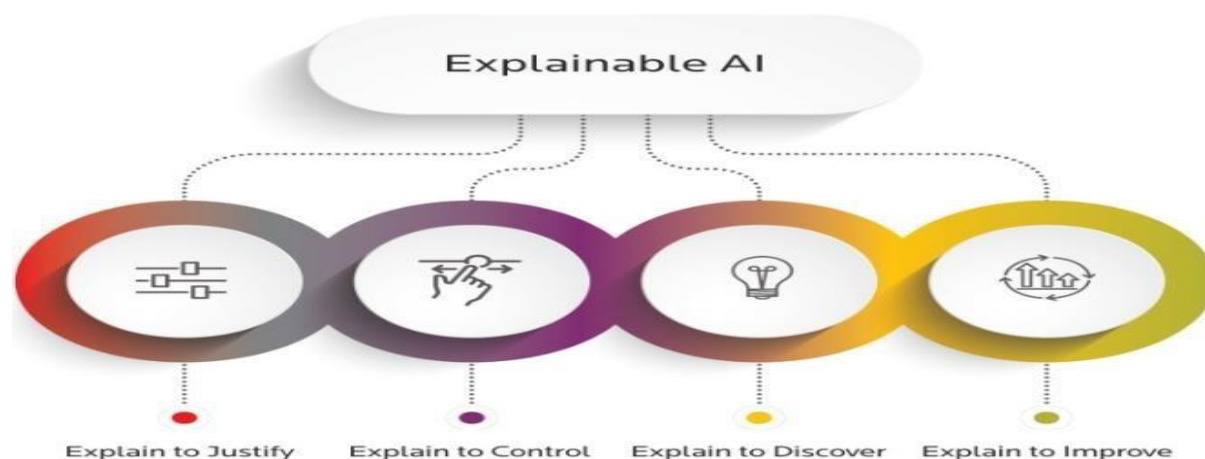 Explainable AI
Explain to Justify
Explain to Control
Explain to Discover
Explain to Improve